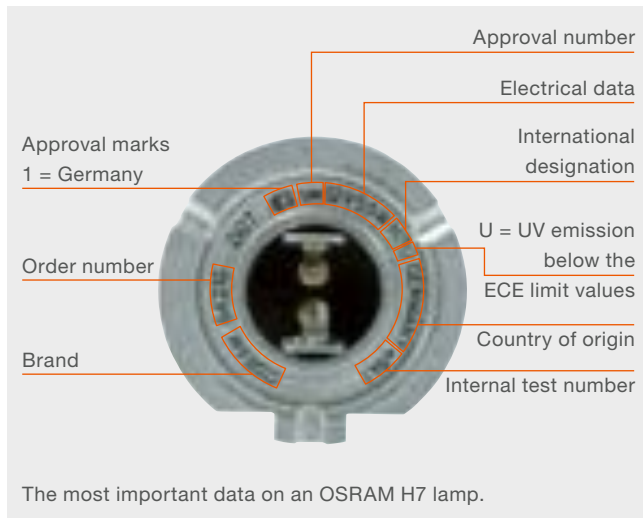 Approval number
Electrical data
International
designation
Approval marks
1 = Germany
U = UV emission
below the
ECE limit values
Order number
Country of origin
Brand
Internal test number
DOT
The most important data on an OSRAM H7 lamp.